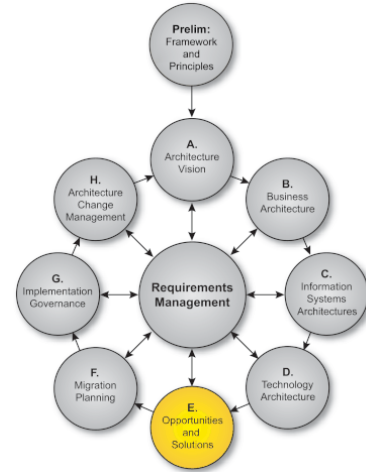 Prelim:
Framework
and
Principles
A.
Architecture
Vision
B.
Business
Architecture
C.
Information
Systems
Architectures
D.
Technology
Architecture
E.
Opportunities
and
Solutions
F.
Migration
Planning
G.
Implementation
Governance
H.
Architecture
Change
Management
Requirements
Management